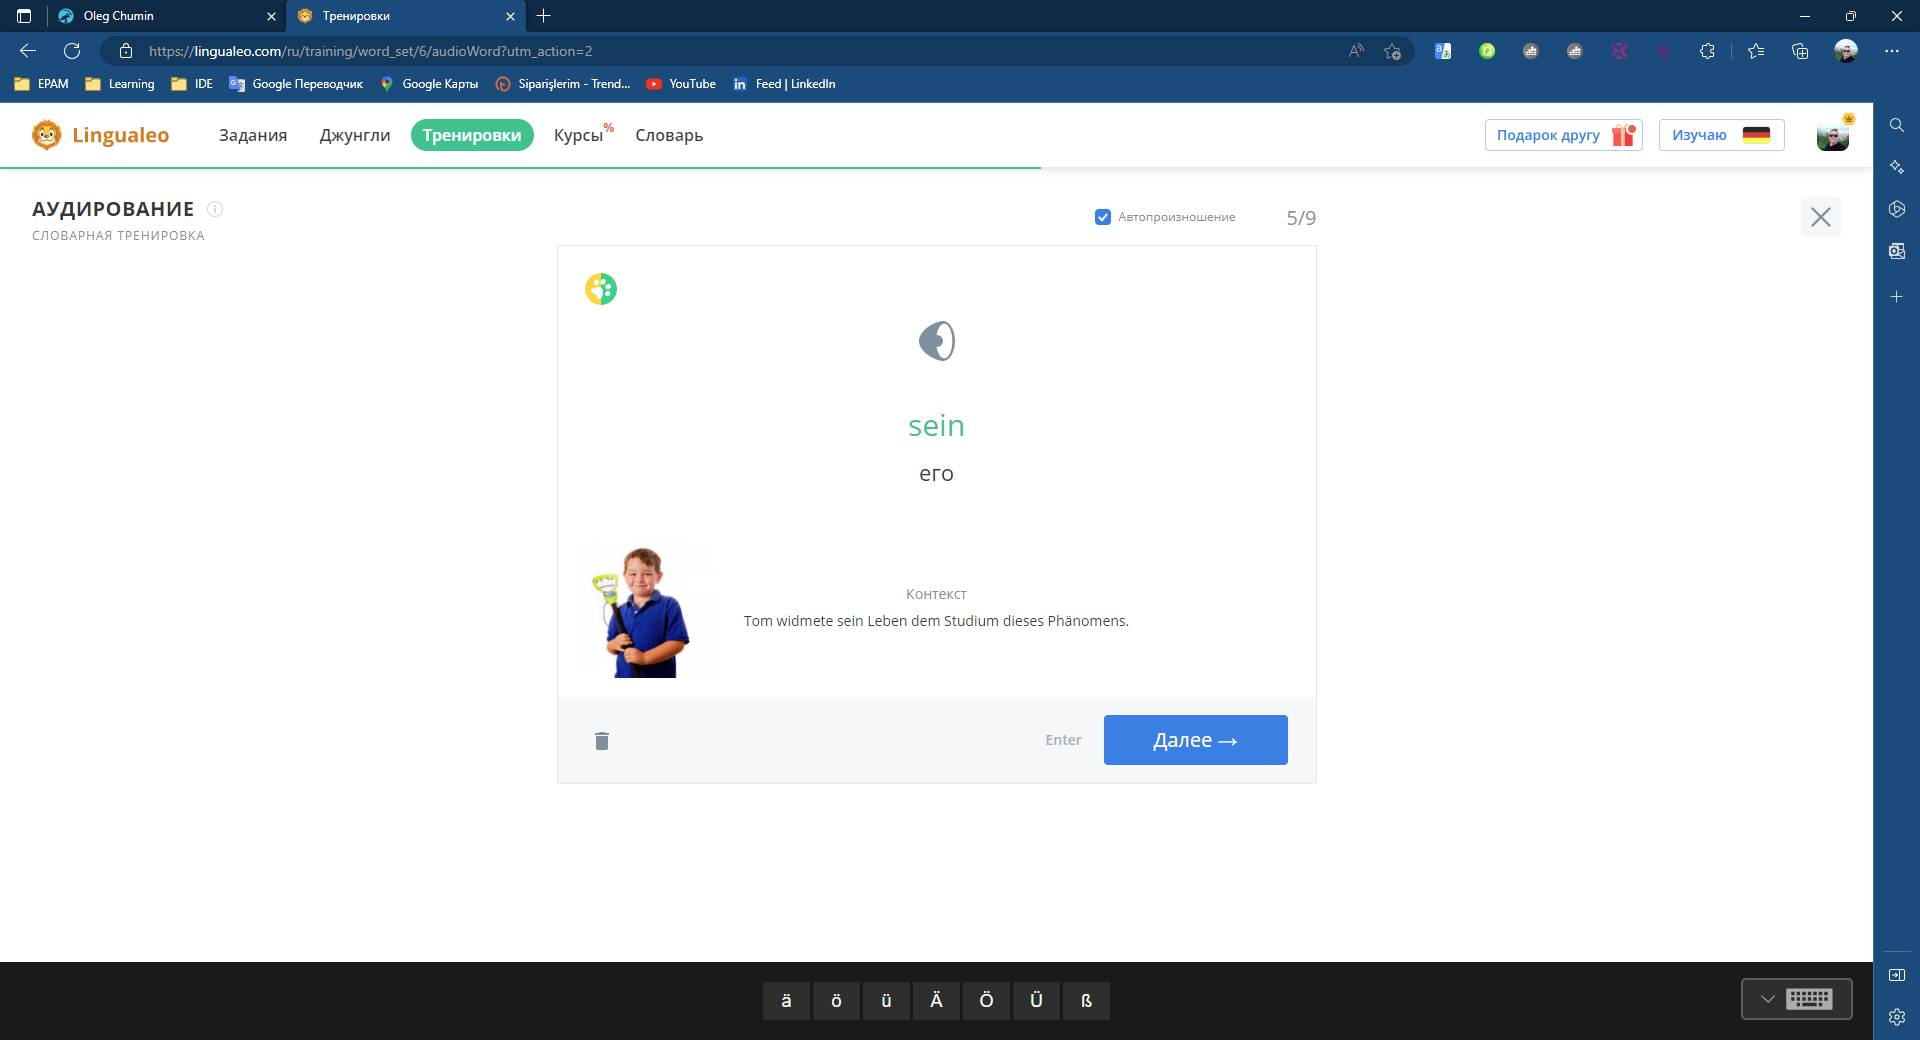 Oleg Chumin
Тренировки
https://lingualeo.com/ru/training/word_set/6/audioWord?utm_action=2
EPAM
Learning
IDE
Google Переводчик
Google Карты
Siparişlerim - Trend...
YouTube
Feed | LinkedIn
Lingualeo
Задания
Джунгли
Тренировки
Курсы%
Словарь
Подарок другу
Изучаю
АУДИРОВАНИЕ
СЛОВАРНАЯ ТРЕНИРОВКА
Автопроизношение
5/9
sein
его
Контекст
Tom widmete sein Leben dem Studium dieses Phänomens.
Enter
Далее →
ä ö ü Ä Ö Ü ß